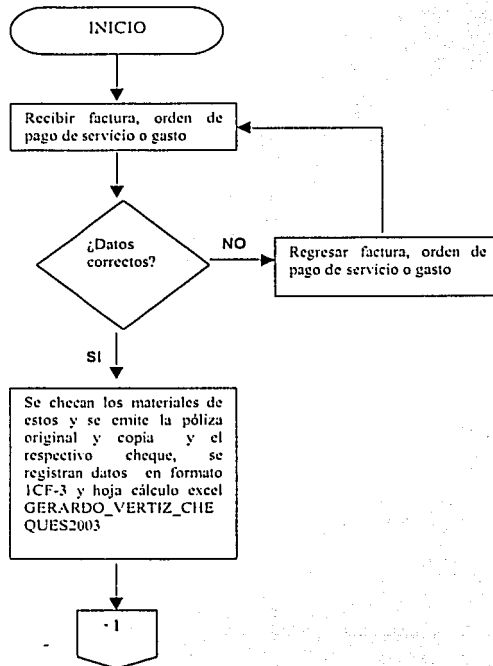 INICIO
Recibir factura, orden de
pago de servicio o gasto
¿Datos
correctos?
NO
Regresar factura, orden de
pago de servicio o gasto
SI
Se checan los materiales de
estos y se emite la póliza
original y copia y el
respectivo cheque, se
registran datos en formato
1CF-3 y hoja cálculo excel
GERARDO_VERTIZ_CHE
QUES2003
1